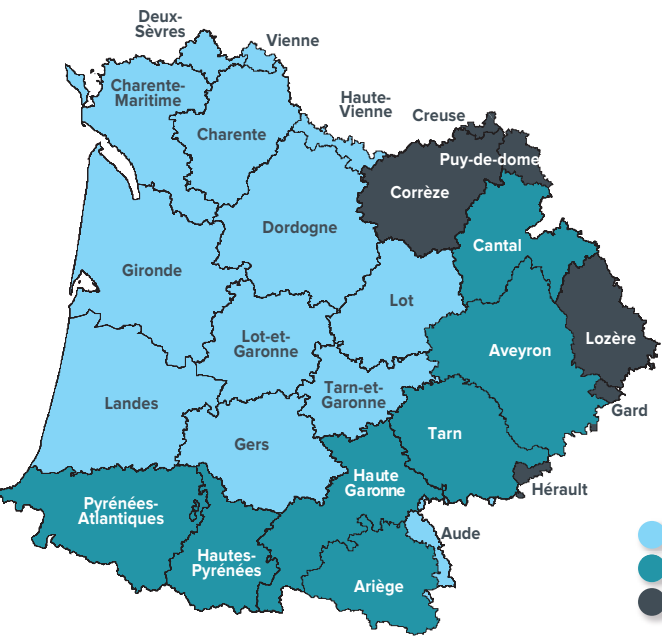 Deux-
Sèvres
Vienne
Charente-
Maritime
Haute-
Vienne
Creuse
Charente
Puy-de-dome
Corrèze
Dordogne
Cantal
Gironde
Lot
Lot-et-
Garonne
Lozère
Aveyron
Tarn-et-
Garonne
Landes
Gard
Tarn
Gers
Haute
Garonne
Hérault
Pyrénées-
Atlantiques
Aude
Hautes-
Pyrénées
Ariège